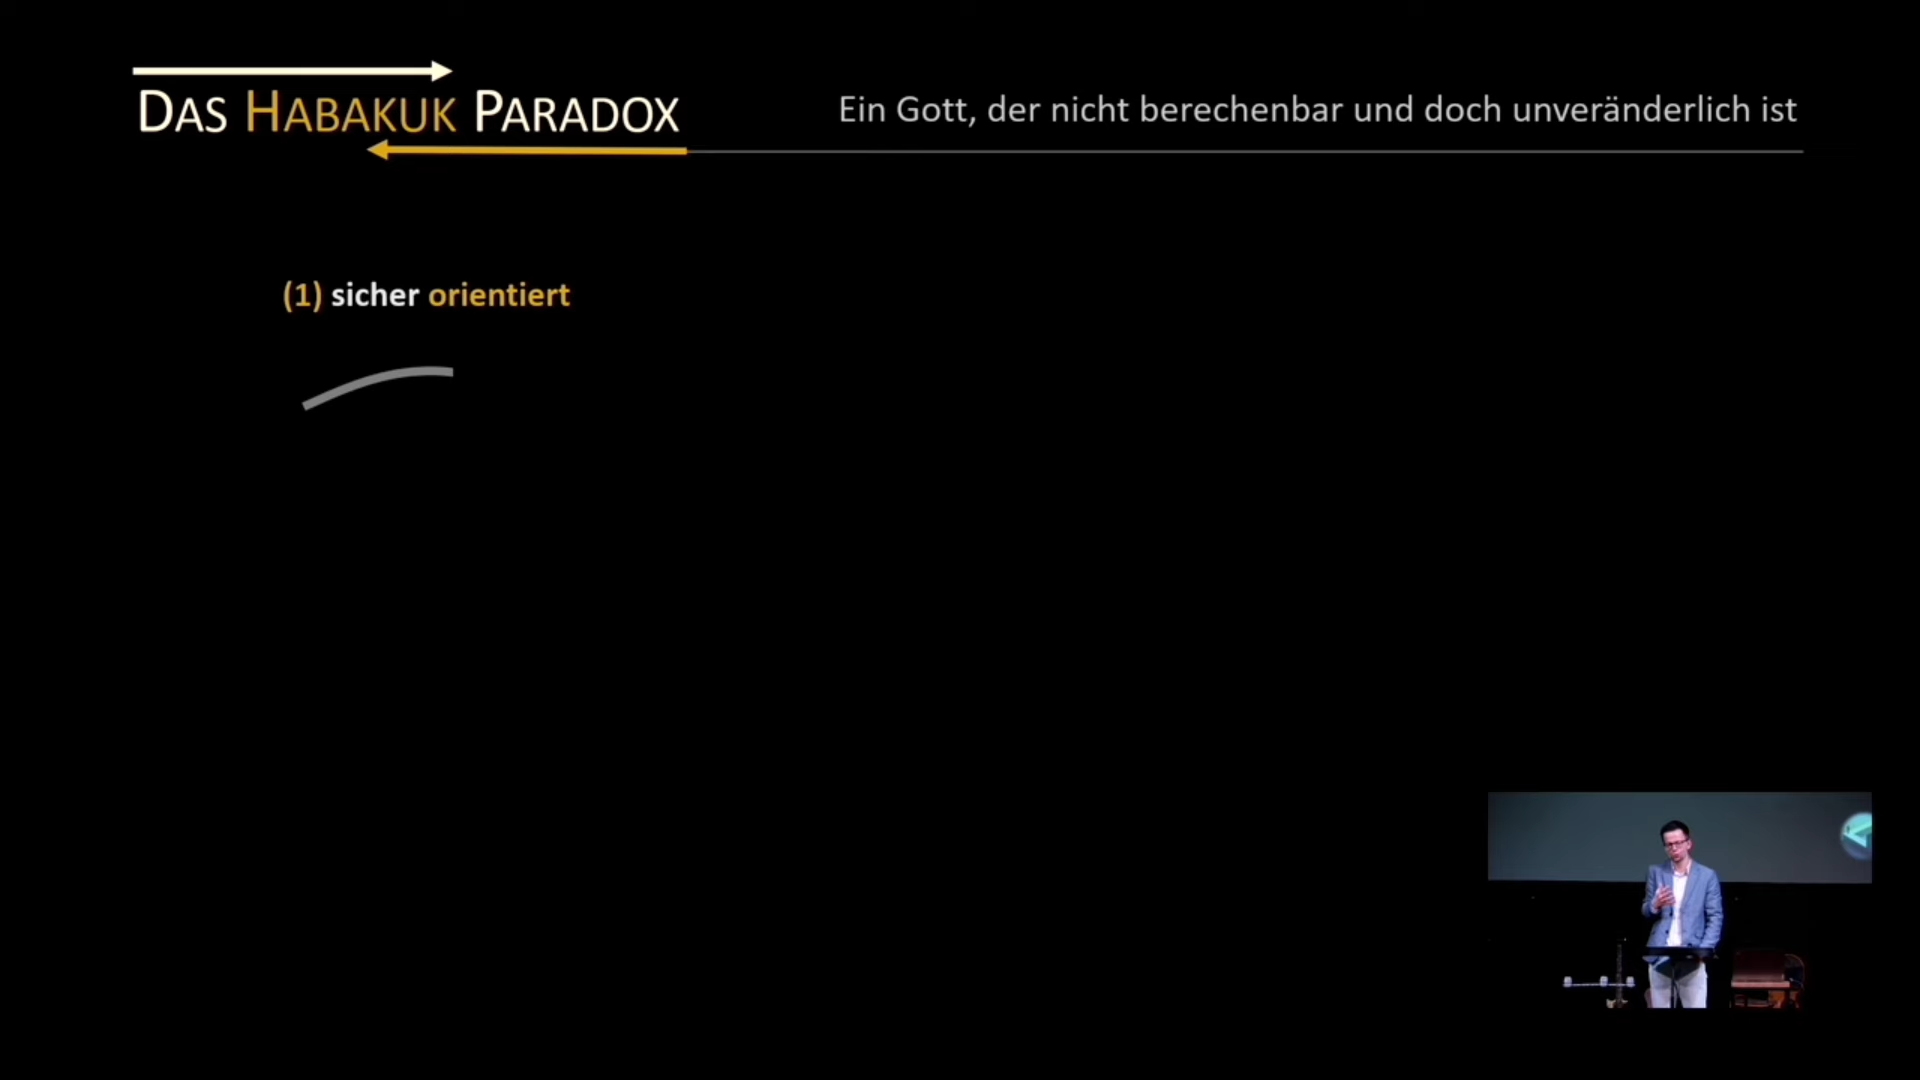 DAS HABAKUK PARADOX
Ein Gott, der nicht berechenbar und doch unveränderlich ist
(1) sicher orientiert